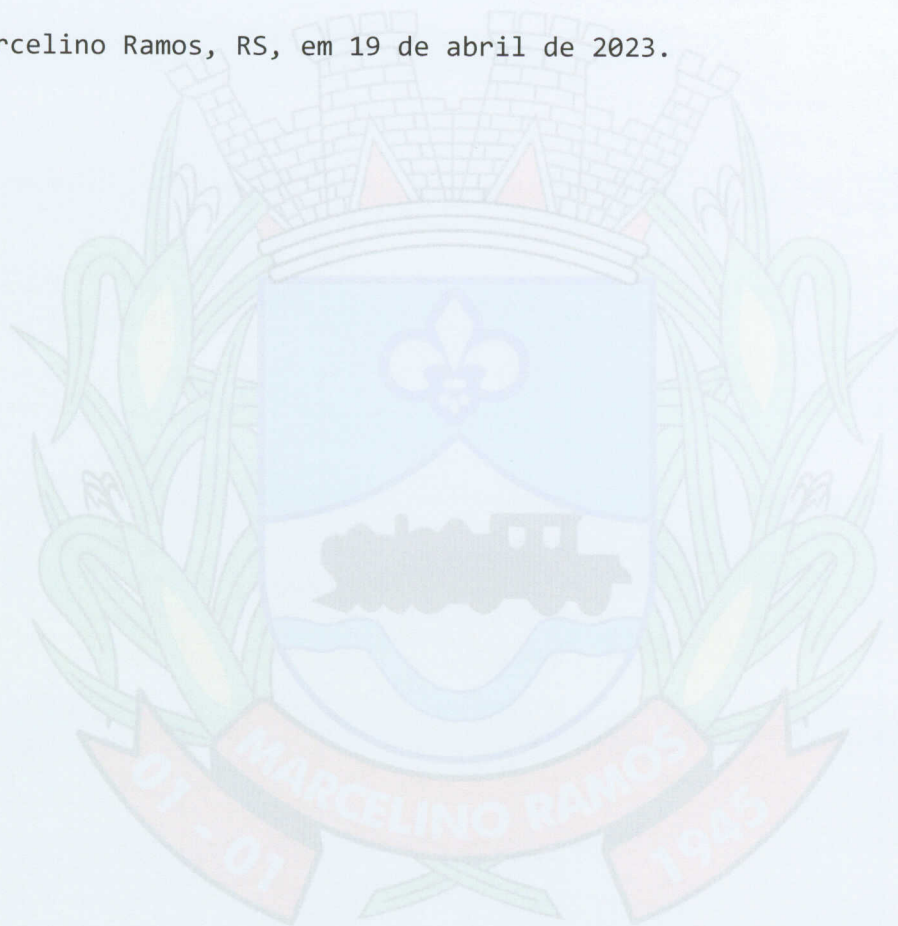 rcelino Ramos, RS, em 19 de abril de 2023.
MARCELINO RAMOS
01 - 01
1945